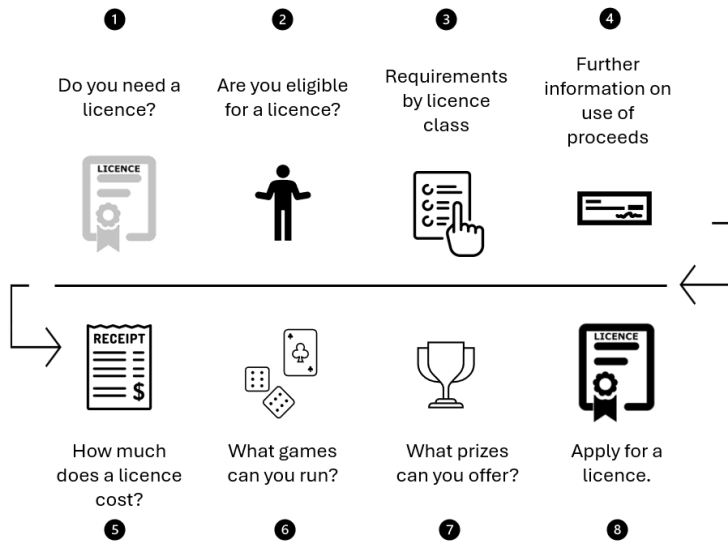 1
2
3
4
Do you need a
licence?
Are you eligible
for a licence?
Requirements
by licence
class
Further
information on
use of
proceeds
LICENCE
RECEIPT
$
LICENCE
How much
does a licence
cost?
What games
can you run?
What prizes
can you offer?
Apply for a
licence.
5
6
7
8